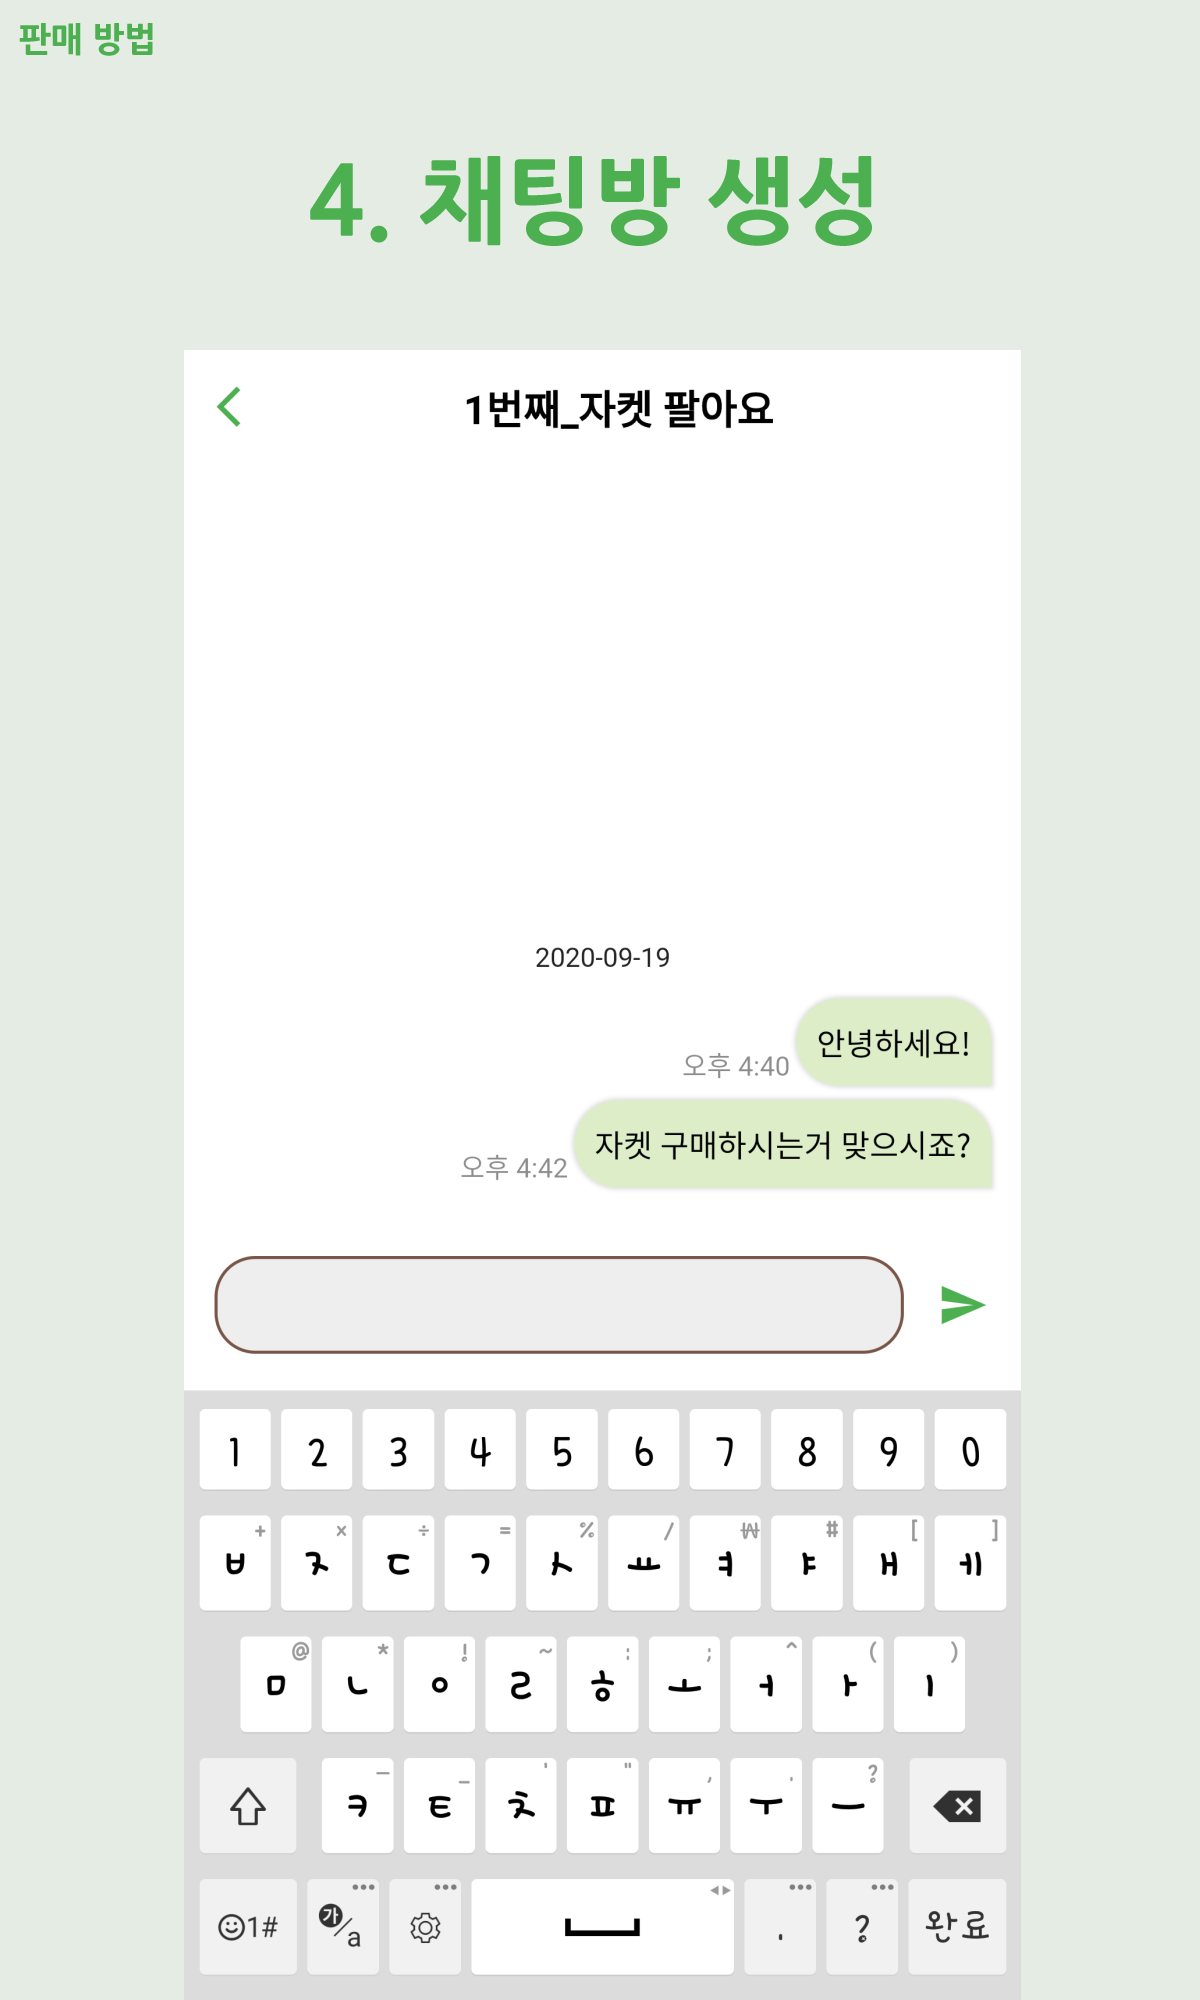 판매 방법
4. 채팅방 생성
1번째_자켓 팔아요
2020-09-19
안녕하세요!
오후 4:40
자켓 구매하시는거 맞으시죠?
오후 4:42
1 2 3 4 5 6 7 8 9 0
+ × ÷ = % / ₩ # [ ]
ㅂ ㅈ ㄷ ㄱ ㅅ ㅛ ㅕ ㅑ ㅐ ㅔ
@ * ! ~ : ; ^ ( )
ㅁ ㄴ ㅇ ㄹ ㅎ ㅗ ㅓ ㅏ ㅣ
— _ ' " , . ?
ㅋ ㅌ ㅊ ㅍ ㅠ ㅜ ㅡ
1# 가/a . ? 완료